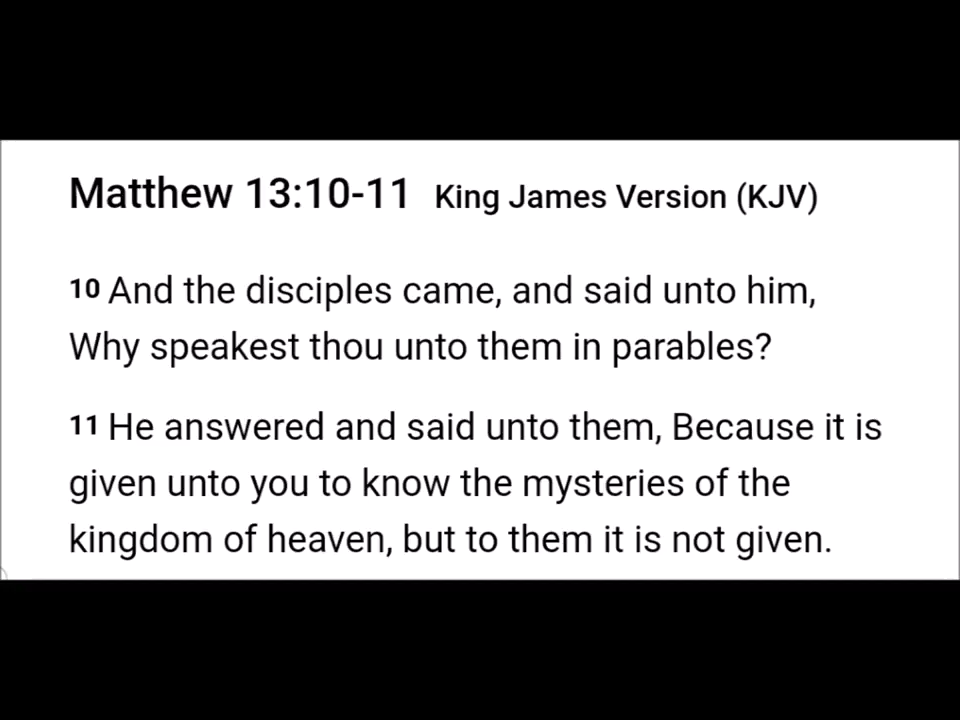 Matthew 13:10-11 King James Version (KJV)
10 And the disciples came, and said unto him,
Why speakest thou unto them in parables?
11 He answered and said unto them, Because it is
given unto you to know the mysteries of the
kingdom of heaven, but to them it is not given.